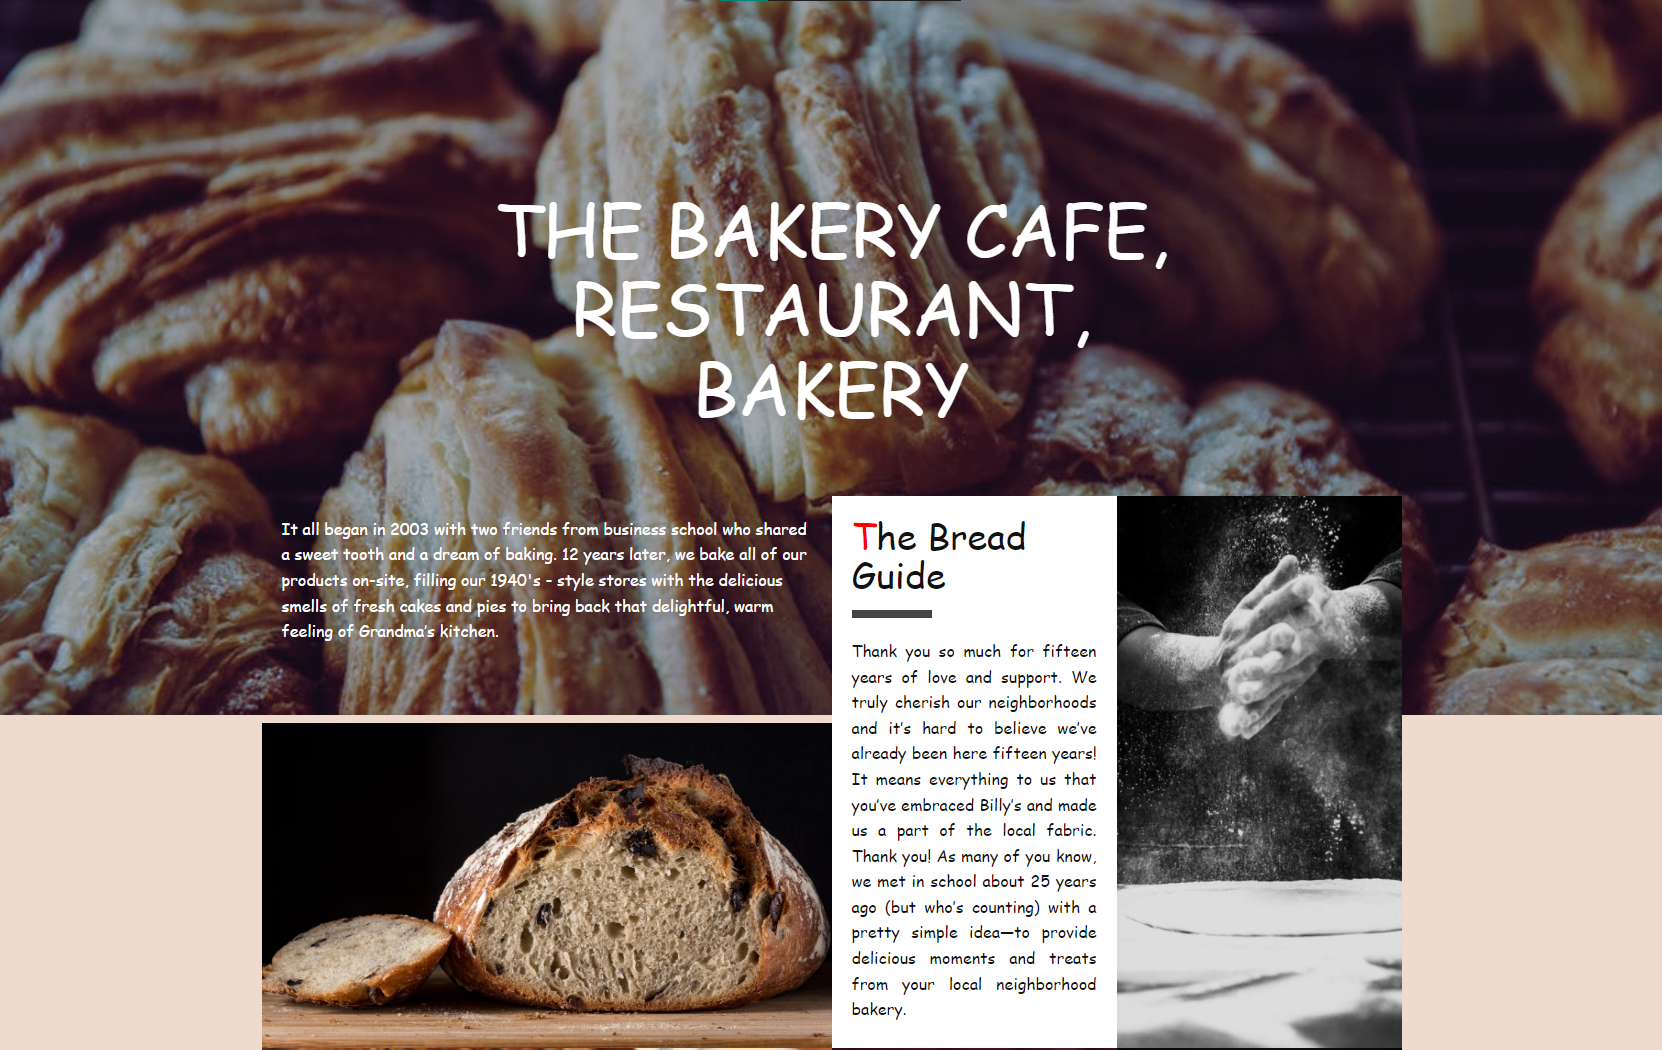 THE BAKERY CAFE,
RESTAURANT,
BAKERY
It all began in 2003 with two friends from business school who shared
a sweet tooth and a dream of baking. 12 years later, we bake all of our
products on-site, filling our 1940's - style stores with the delicious
smells of fresh cakes and pies to bring back that delightful, warm
feeling of Grandma’s kitchen.
The Bread
Guide
Thank you so much for fifteen
years of love and support. We
truly cherish our neighborhoods
and it’s hard to believe we’ve
already been here fifteen years!
It means everything to us that
you’ve embraced Billy’s and made
us a part of the local fabric.
Thank you! As many of you know,
we met in school about 25 years
ago (but who’s counting) with a
pretty simple idea—to provide
delicious moments and treats
from your local neighborhood
bakery.